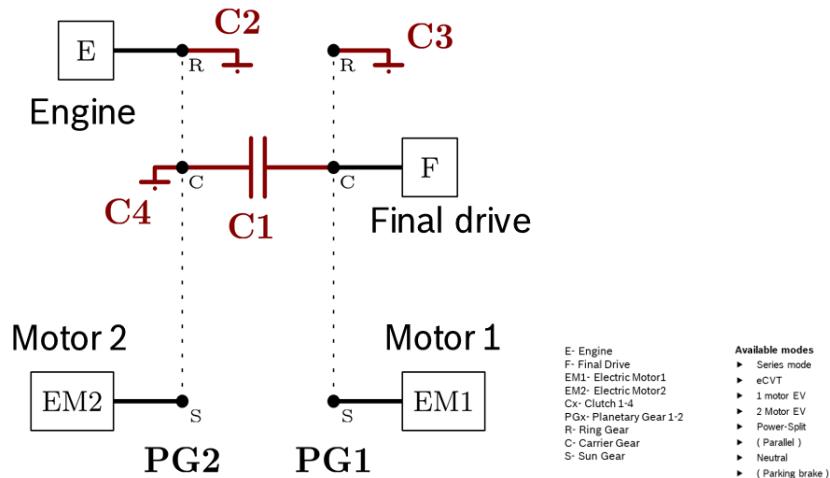 C2
C3
E
R
R
Engine
C
C
F
C4
C1
Final drive
Motor 2
Motor 1
EM2
S
S
EM1
PG2
PG1
E- Engine
F- Final Drive
EM1- Electric Motor1
EM2- Electric Motor2
Cx- Clutch 1-4
PGx- Planetary Gear 1-2
R- Ring Gear
C- Carrier Gear
S- Sun Gear
Available modes
Series mode
eCVT
1 motor EV
2 Motor EV
Power-Split
( Parallel )
Neutral
( Parking brake )